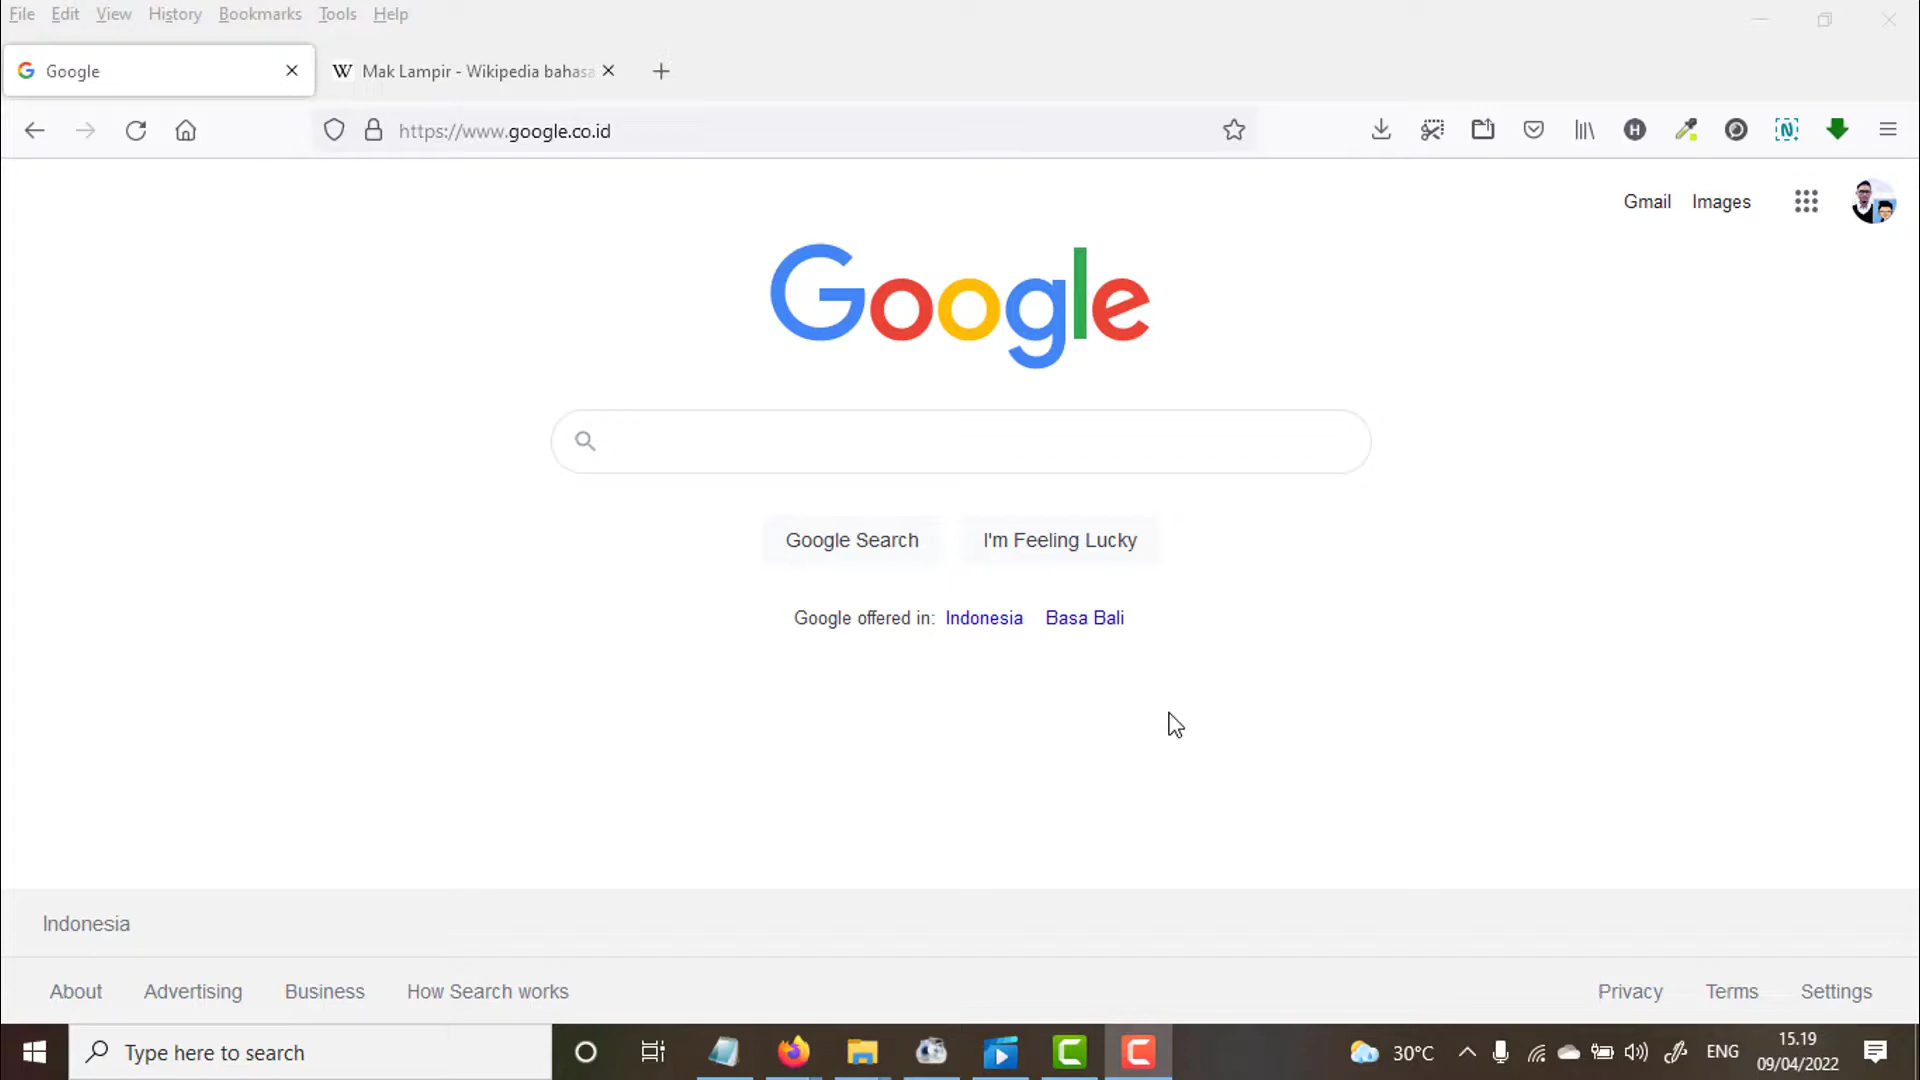 File Edit View History Bookmarks Tools Help
Google
Mak Lampir - Wikipedia bahasa
https://www.google.co.id
Gmail Images
Google
Google Search
I'm Feeling Lucky
Google offered in: Indonesia Basa Bali
Indonesia
About Advertising Business How Search works
Privacy Terms Settings
Type here to search
30°C
ENG
15.19
09/04/2022